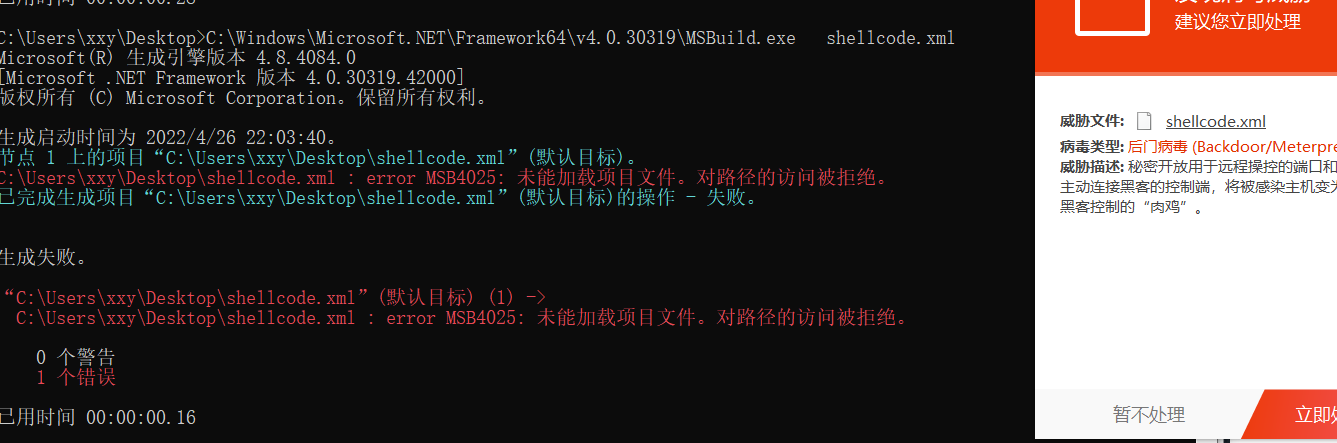 已用时间 00:00:00.28
C:\Users\xxy\Desktop>C:\Windows\Microsoft.NET\Framework64\v4.0.30319\MSBuild.exe   shellcode.xml
Microsoft(R) 生成引擎版本 4.8.4084.0
[Microsoft .NET Framework 版本 4.0.30319.42000]
版权所有 (C) Microsoft Corporation。保留所有权利。
生成启动时间为 2022/4/26 22:03:40。
节点 1 上的项目“C:\Users\xxy\Desktop\shellcode.xml”(默认目标)。
C:\Users\xxy\Desktop\shellcode.xml : error MSB4025: 未能加载项目文件。对路径的访问被拒绝。
已完成生成项目“C:\Users\xxy\Desktop\shellcode.xml”(默认目标)的操作 - 失败。
生成失败。
“C:\Users\xxy\Desktop\shellcode.xml”(默认目标) (1) ->
C:\Users\xxy\Desktop\shellcode.xml : error MSB4025: 未能加载项目文件。对路径的访问被拒绝。
0 个警告
1 个错误
已用时间 00:00:00.16
建议您立即处理
威胁文件: shellcode.xml
病毒类型: 后门病毒 (Backdoor/Meterpre
威胁描述: 秘密开放用于远程操控的端口和
主动连接黑客的控制端，将被感染主机变为
黑客控制的“肉鸡”。
暂不处理
立即处